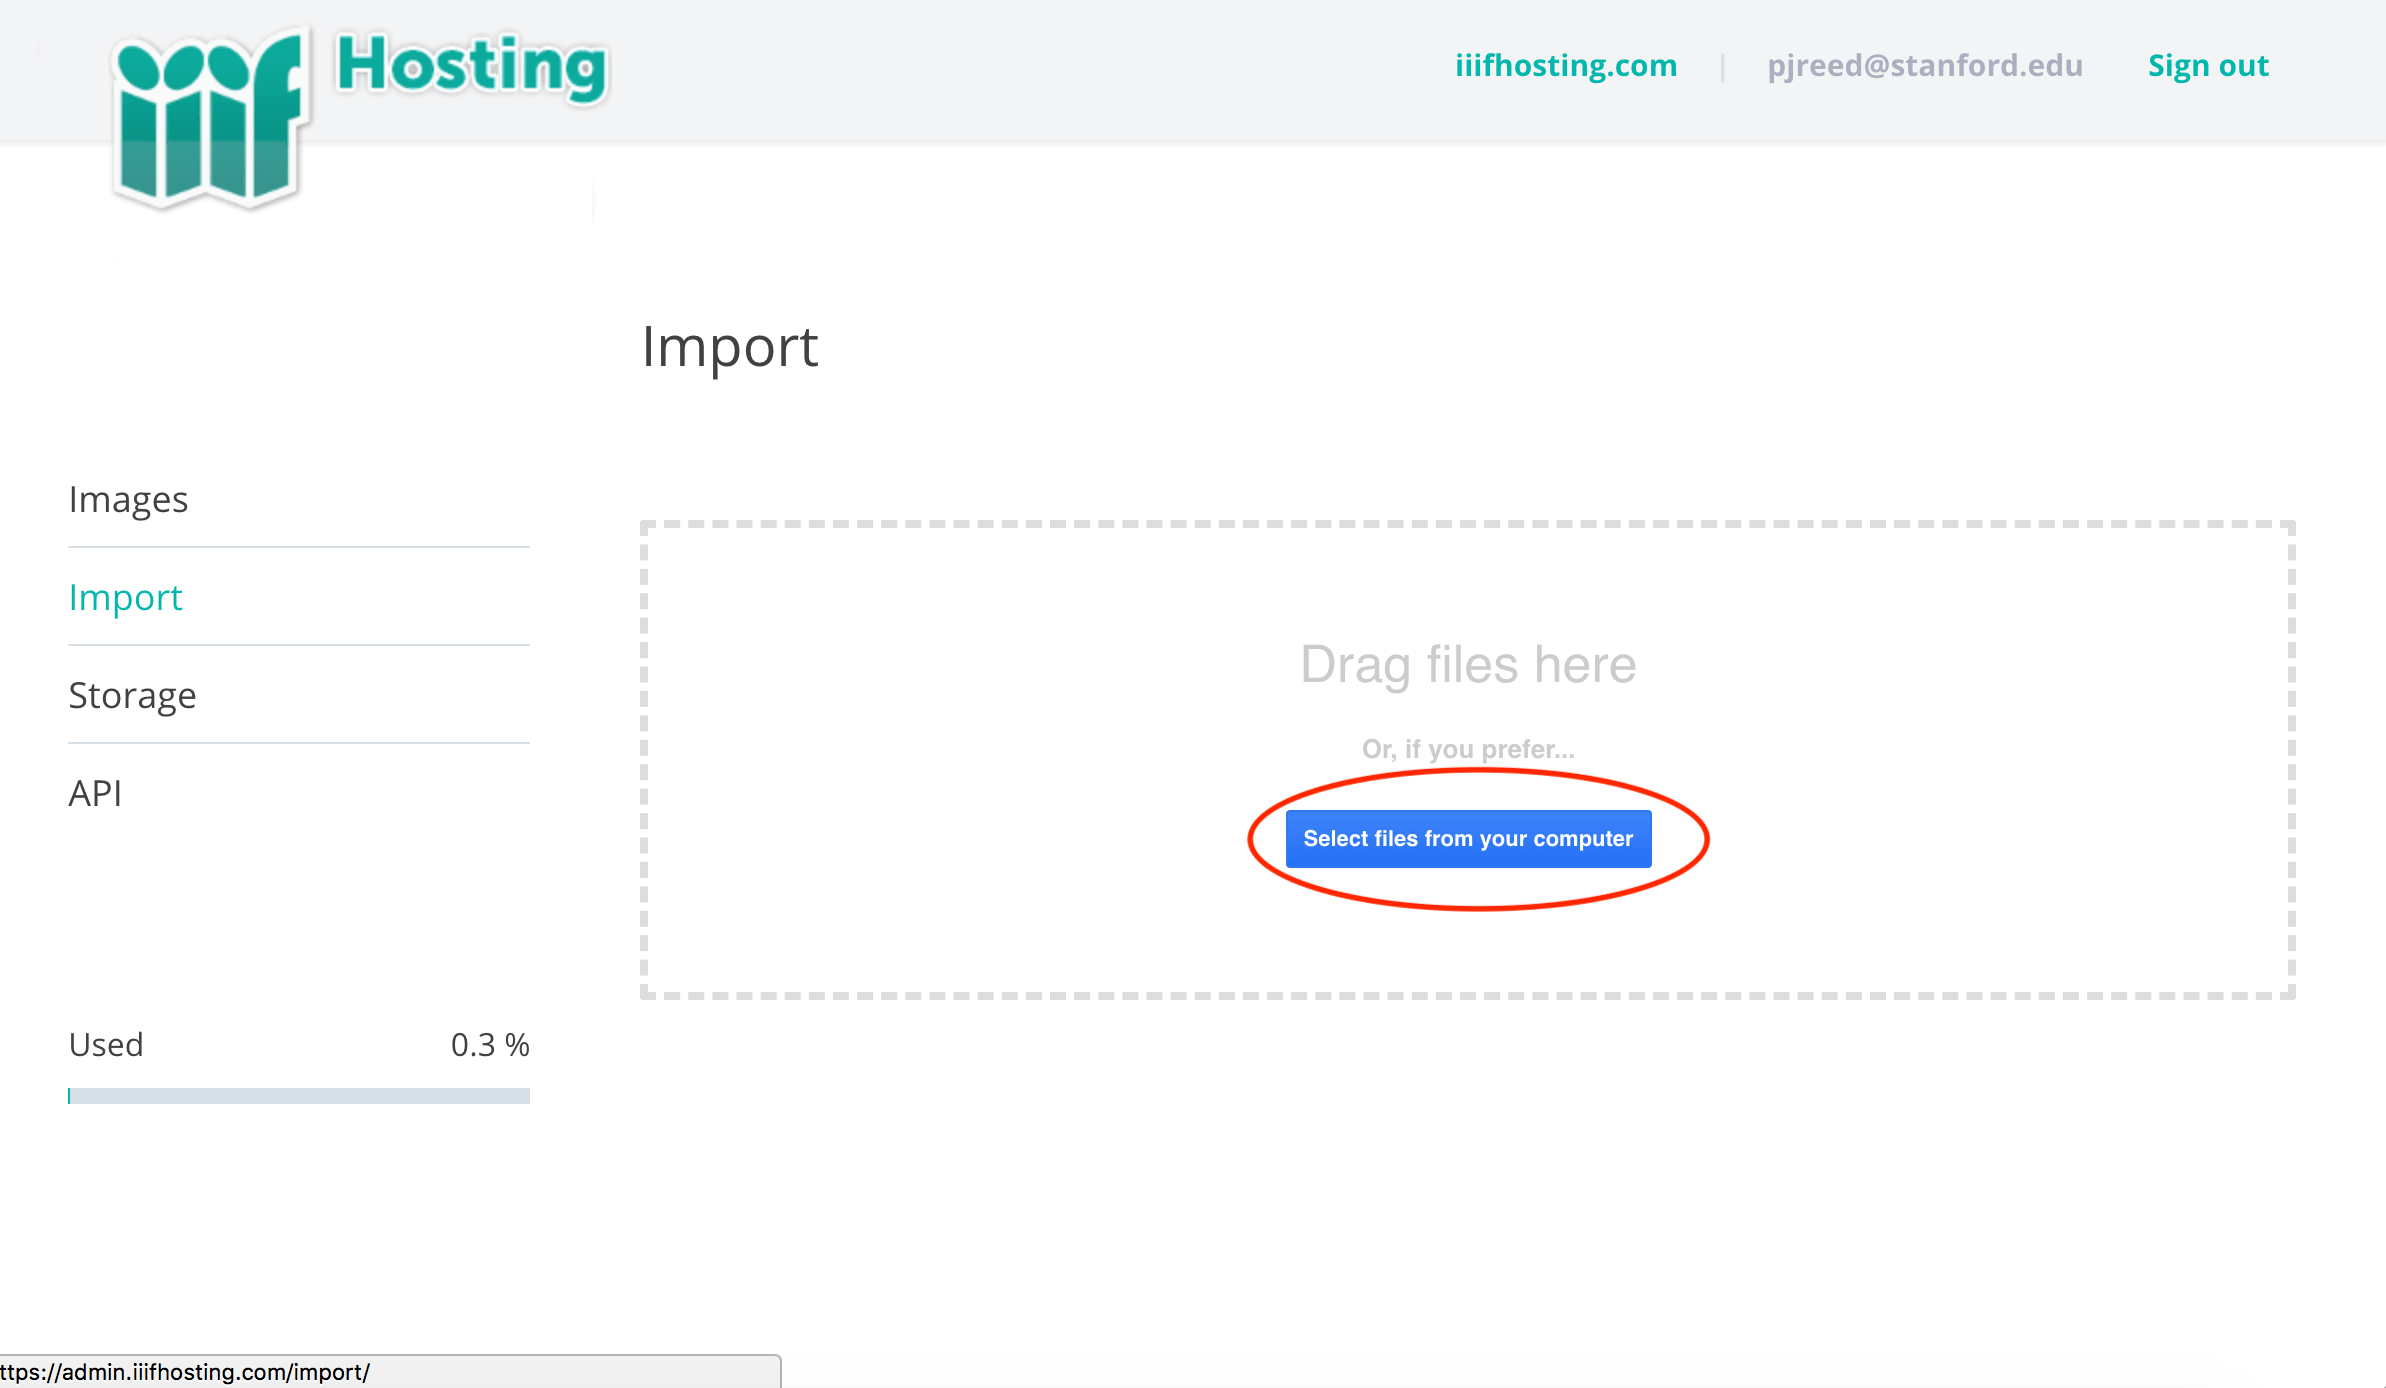 iiif Hosting
iiifhosting.com | pjreed@stanford.edu Sign out
Import
Images
Import
Storage
API
Used 0.3 %
Drag files here
Or, if you prefer...
Select files from your computer
ttps://admin.iiifhosting.com/import/